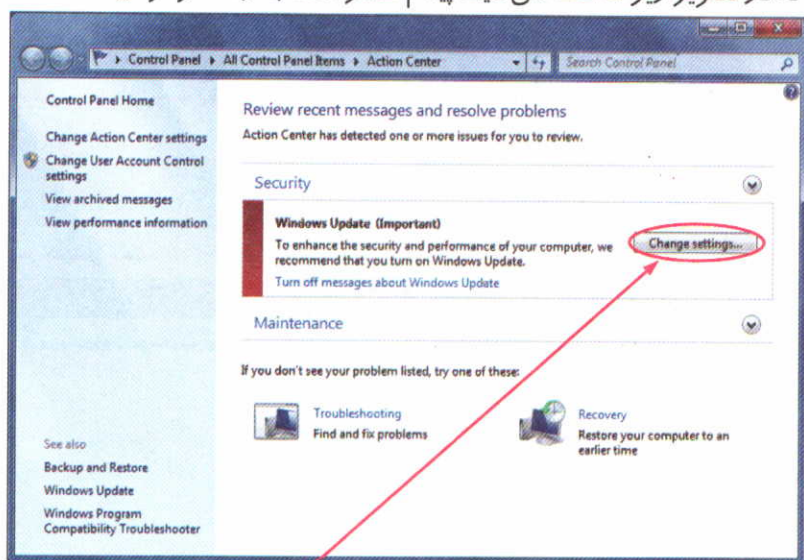 Control Panel ▸ All Control Panel Items ▸ Action Center
Search Control Panel
Control Panel Home
Change Action Center settings
Change User Account Control
settings
View archived messages
View performance information
Review recent messages and resolve problems
Action Center has detected one or more issues for you to review.
Security
Windows Update (Important)
To enhance the security and performance of your computer, we
recommend that you turn on Windows Update.
Turn off messages about Windows Update
Change settings...
Maintenance
If you don't see your problem listed, try one of these:
Troubleshooting
Find and fix problems
Recovery
Restore your computer to an
earlier time
See also
Backup and Restore
Windows Update
Windows Program
Compatibility Troubleshooter